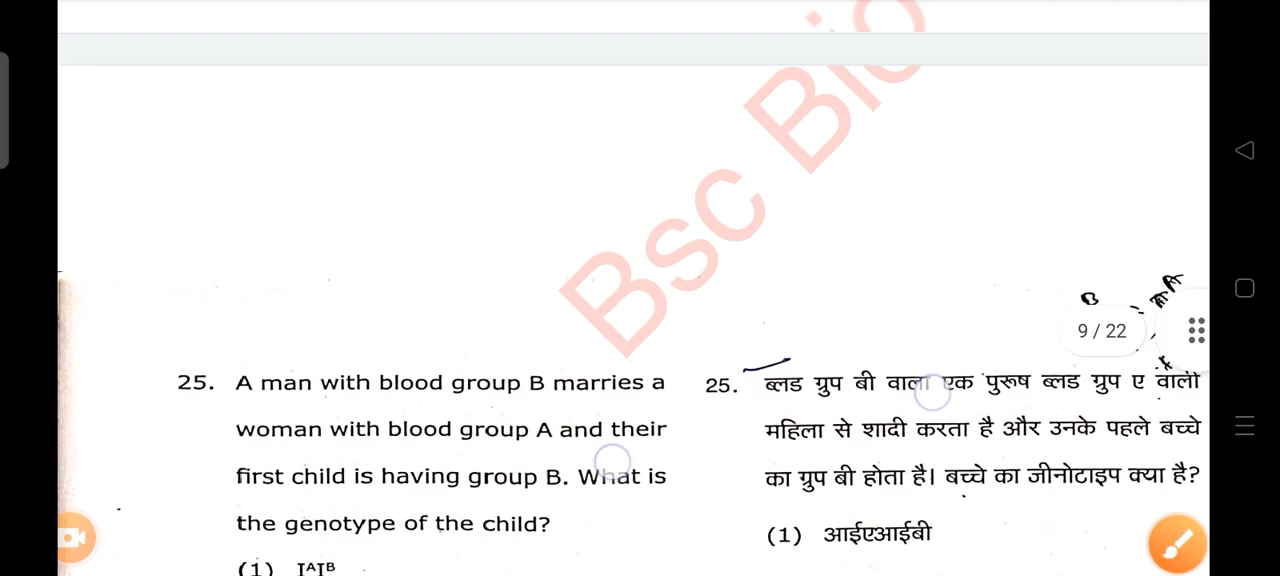 Bsc Bio
B
9 / 22
25. A man with blood group B marries a
woman with blood group A and their
first child is having group B. What is
the genotype of the child?
(1) IᴬIᴮ
25. ब्लड ग्रुप बी वाला एक पुरूष ब्लड ग्रुप ए वाली
महिला से शादी करता है और उनके पहले बच्चे
का ग्रुप बी होता है। बच्चे का जीनोटाइप क्या है?
(1) आईएआईबी